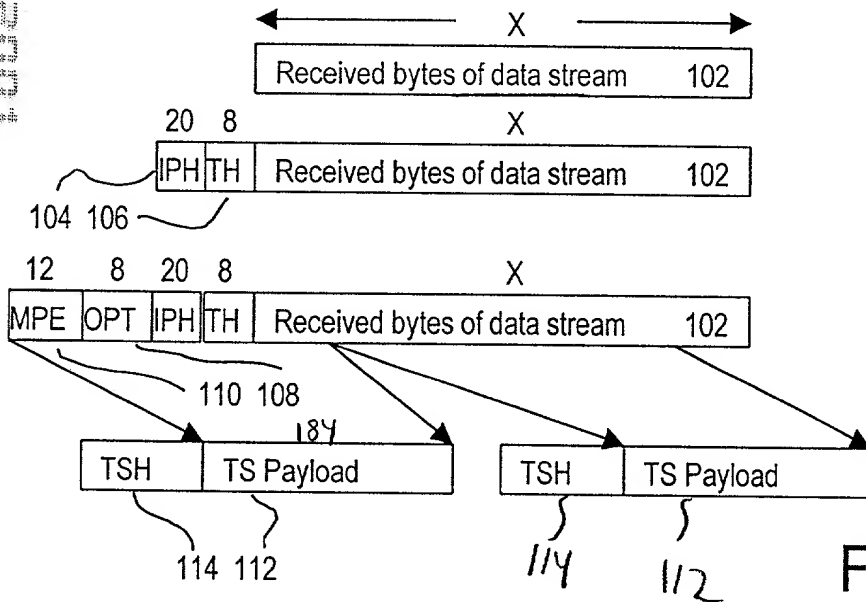 X
Received bytes of data stream 102
20 8 X
IPH TH Received bytes of data stream 102
104 106
12 8 20 8 X
MPE OPT IPH TH Received bytes of data stream 102
110 108
184
TSH TS Payload TSH TS Payload
114 112 114 112